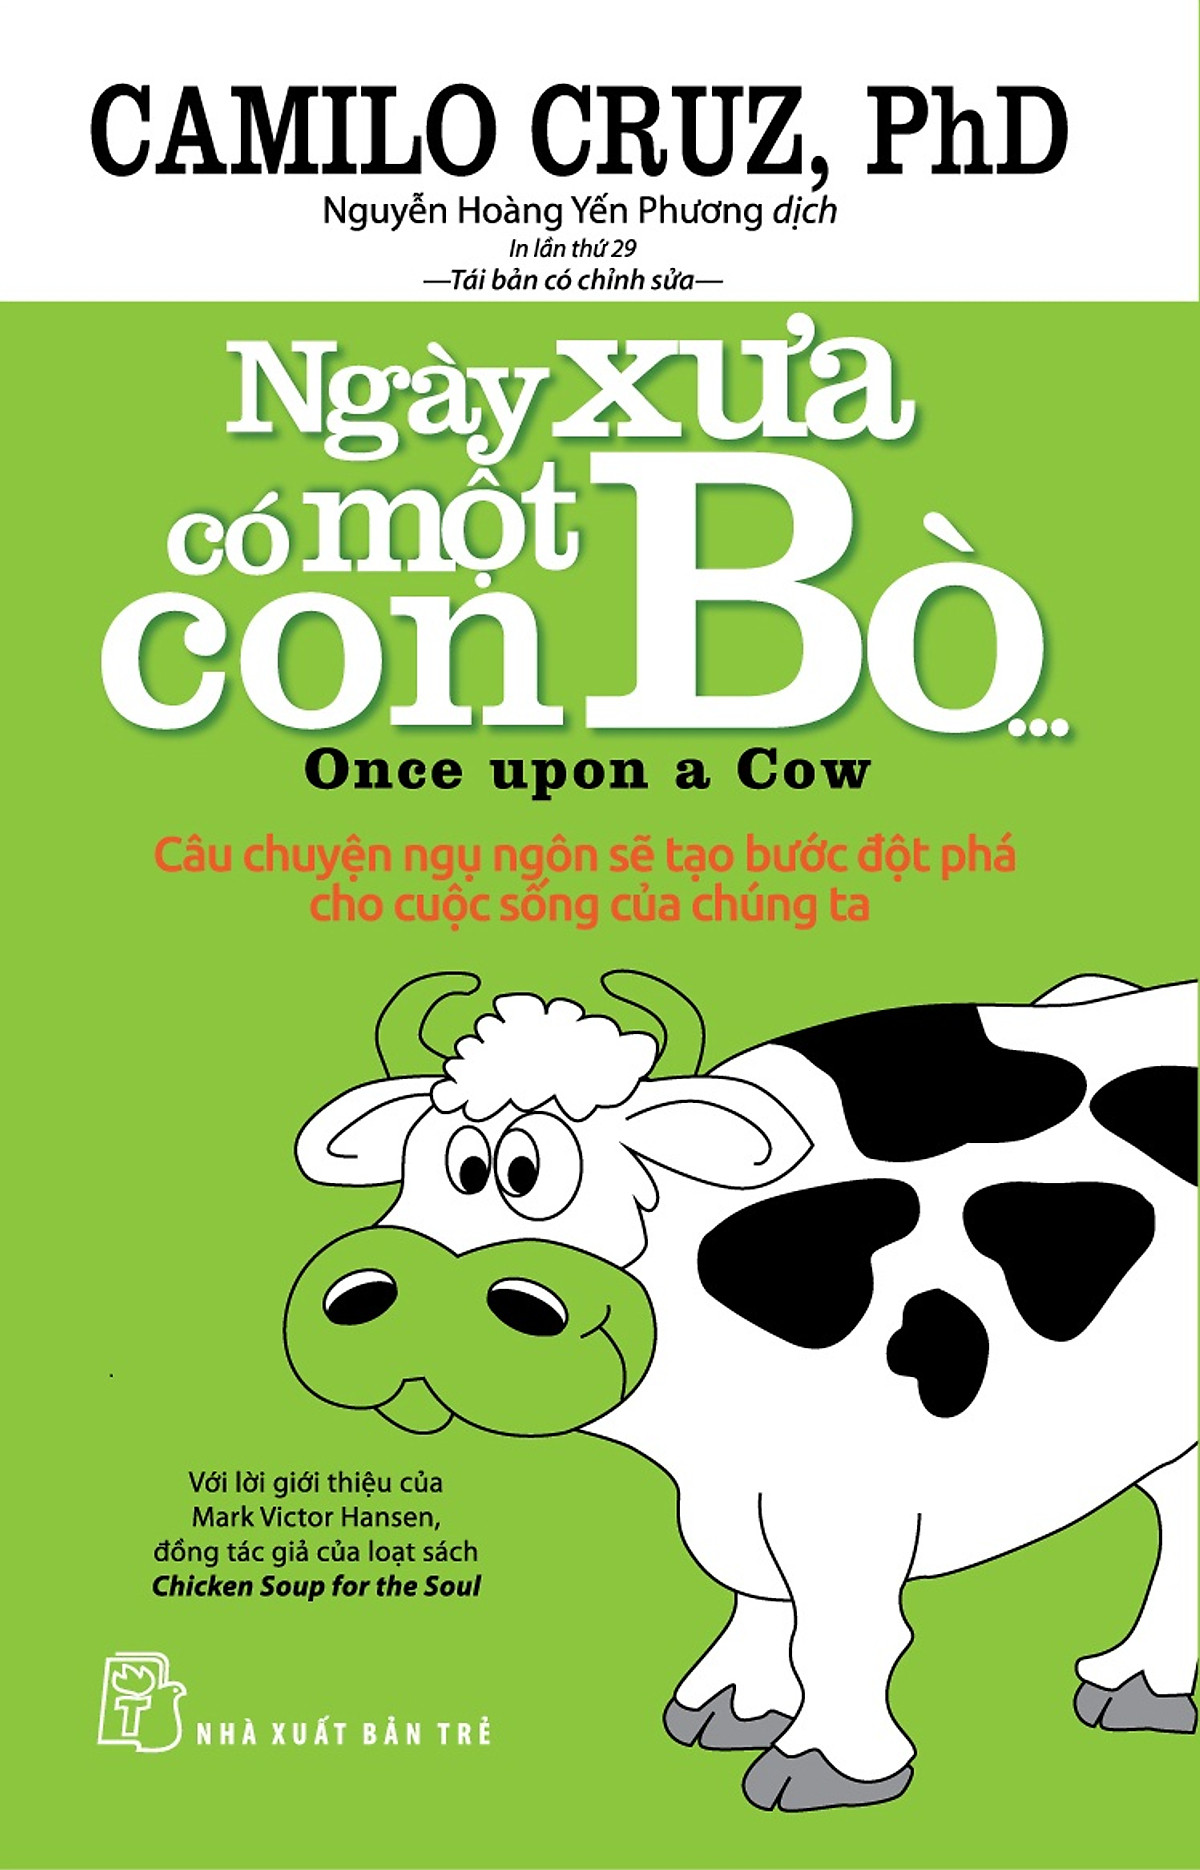 CAMILO CRUZ, PhD
Nguyễn Hoàng Yến Phương dịch
In lần thứ 29
—Tái bản có chỉnh sửa—
Ngày xưa
có một
con Bò...
Once upon a Cow
Câu chuyện ngụ ngôn sẽ tạo bước đột phá
cho cuộc sống của chúng ta
Với lời giới thiệu của
Mark Victor Hansen,
đồng tác giả của loạt sách
Chicken Soup for the Soul
T
NHÀ XUẤT BẢN TRẺ